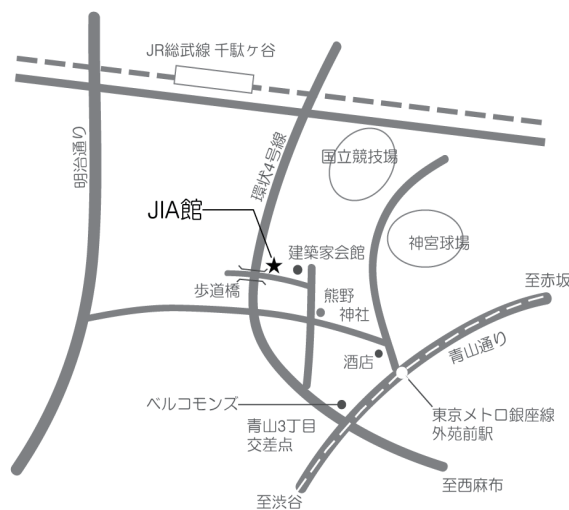 JR総武線 千駄ヶ谷
明治通り
環状4号線
国立競技場
JIA館
神宮球場
建築家会館
歩道橋
熊野
神社
至赤坂
青山通り
酒店
ベルコモンズ
青山3丁目
交差点
東京メトロ銀座線
外苑前駅
至西麻布
至渋谷